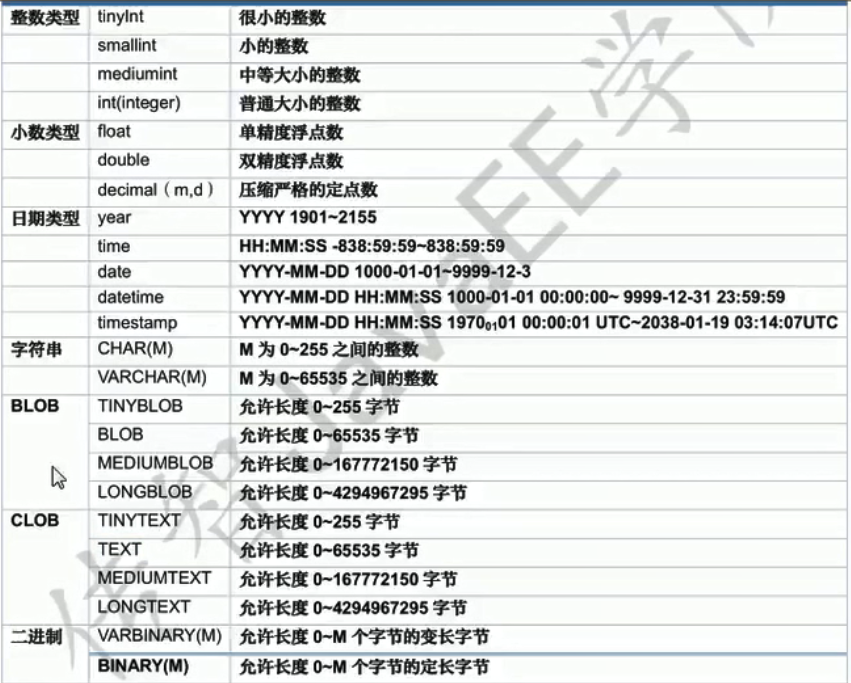 整数类型 tinyInt 很小的整数
smallint 小的整数
mediumint 中等大小的整数
int(integer) 普通大小的整数
小数类型 float 单精度浮点数
double 双精度浮点数
decimal（m,d） 压缩严格的定点数
日期类型 year YYYY 1901~2155
time HH:MM:SS -838:59:59~838:59:59
date YYYY-MM-DD 1000-01-01~9999-12-3
datetime YYYY-MM-DD HH:MM:SS 1000-01-01 00:00:00~ 9999-12-31 23:59:59
timestamp YYYY-MM-DD HH:MM:SS 19700101 00:00:01 UTC~2038-01-19 03:14:07UTC
字符串 CHAR(M) M 为 0~255 之间的整数
VARCHAR(M) M 为 0~65535 之间的整数
BLOB TINYBLOB 允许长度 0~255 字节
BLOB 允许长度 0~65535 字节
MEDIUMBLOB 允许长度 0~167772150 字节
LONGBLOB 允许长度 0~4294967295 字节
CLOB TINYTEXT 允许长度 0~255 字节
TEXT 允许长度 0~65535 字节
MEDIUMTEXT 允许长度 0~167772150 字节
LONGTEXT 允许长度 0~4294967295 字节
二进制 VARBINARY(M) 允许长度 0~M 个字节的变长字节
BINARY(M) 允许长度 0~M 个字节的定长字节
传智JavaEE学